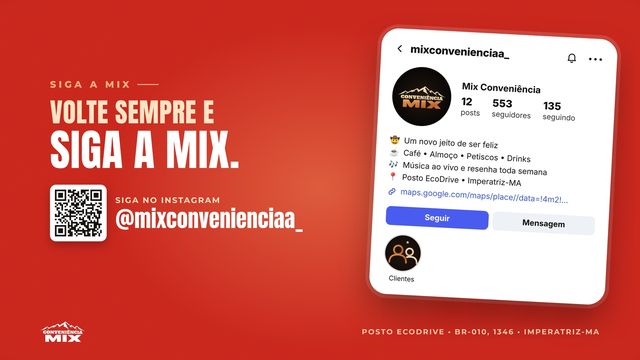 SIGA A MIX
VOLTE SEMPRE E
SIGA A MIX.
SIGA NO INSTAGRAM
@mixconvenienciaa_
CONVENIÊNCIA
MIX
mixconvenienciaa_
CONVENIÊNCIA
MIX
Mix Conveniência
12 553 135
posts seguidores seguindo
🤠 Um novo jeito de ser feliz
☕ Café • Almoço • Petiscos • Drinks
🎶 Música ao vivo e resenha toda semana
📍 Posto EcoDrive • Imperatriz-MA
maps.google.com/maps/place//data=!4m2!...
Seguir Mensagem
Clientes
POSTO ECODRIVE • BR-010, 1346 • IMPERATRIZ-MA